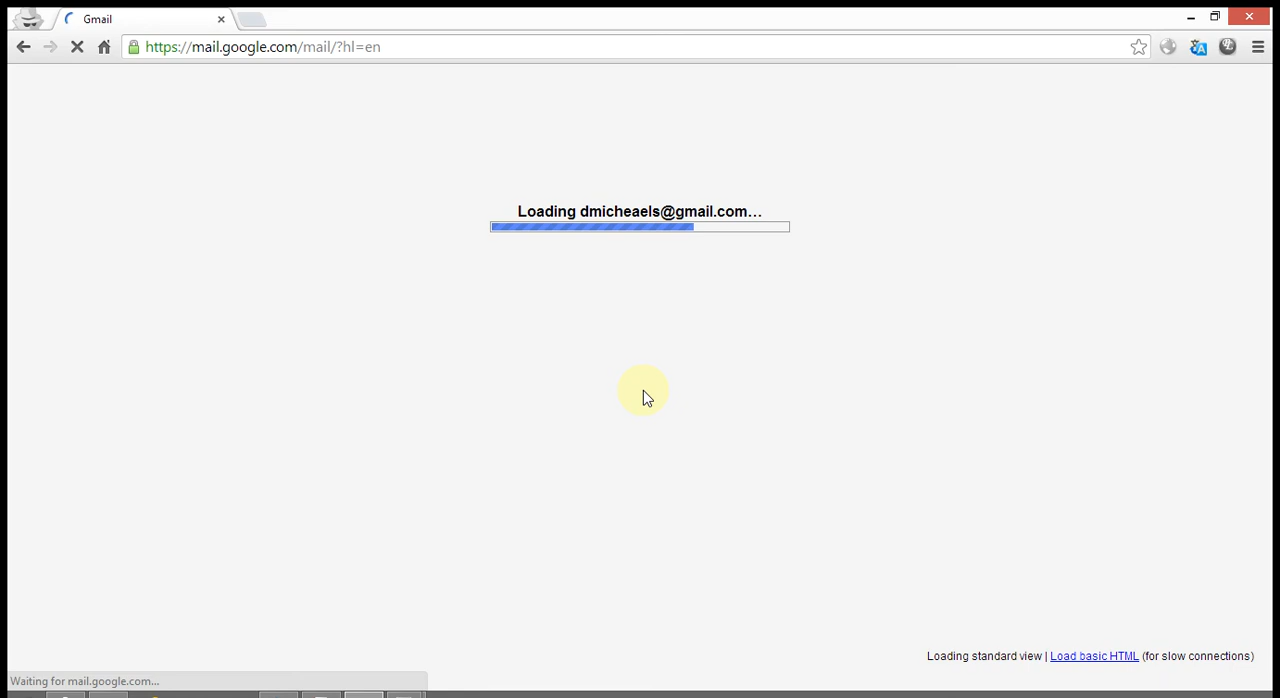 Gmail
https://mail.google.com/mail/?hl=en
Loading dmicheaels@gmail.com...
Loading standard view | Load basic HTML (for slow connections)
Waiting for mail.google.com...